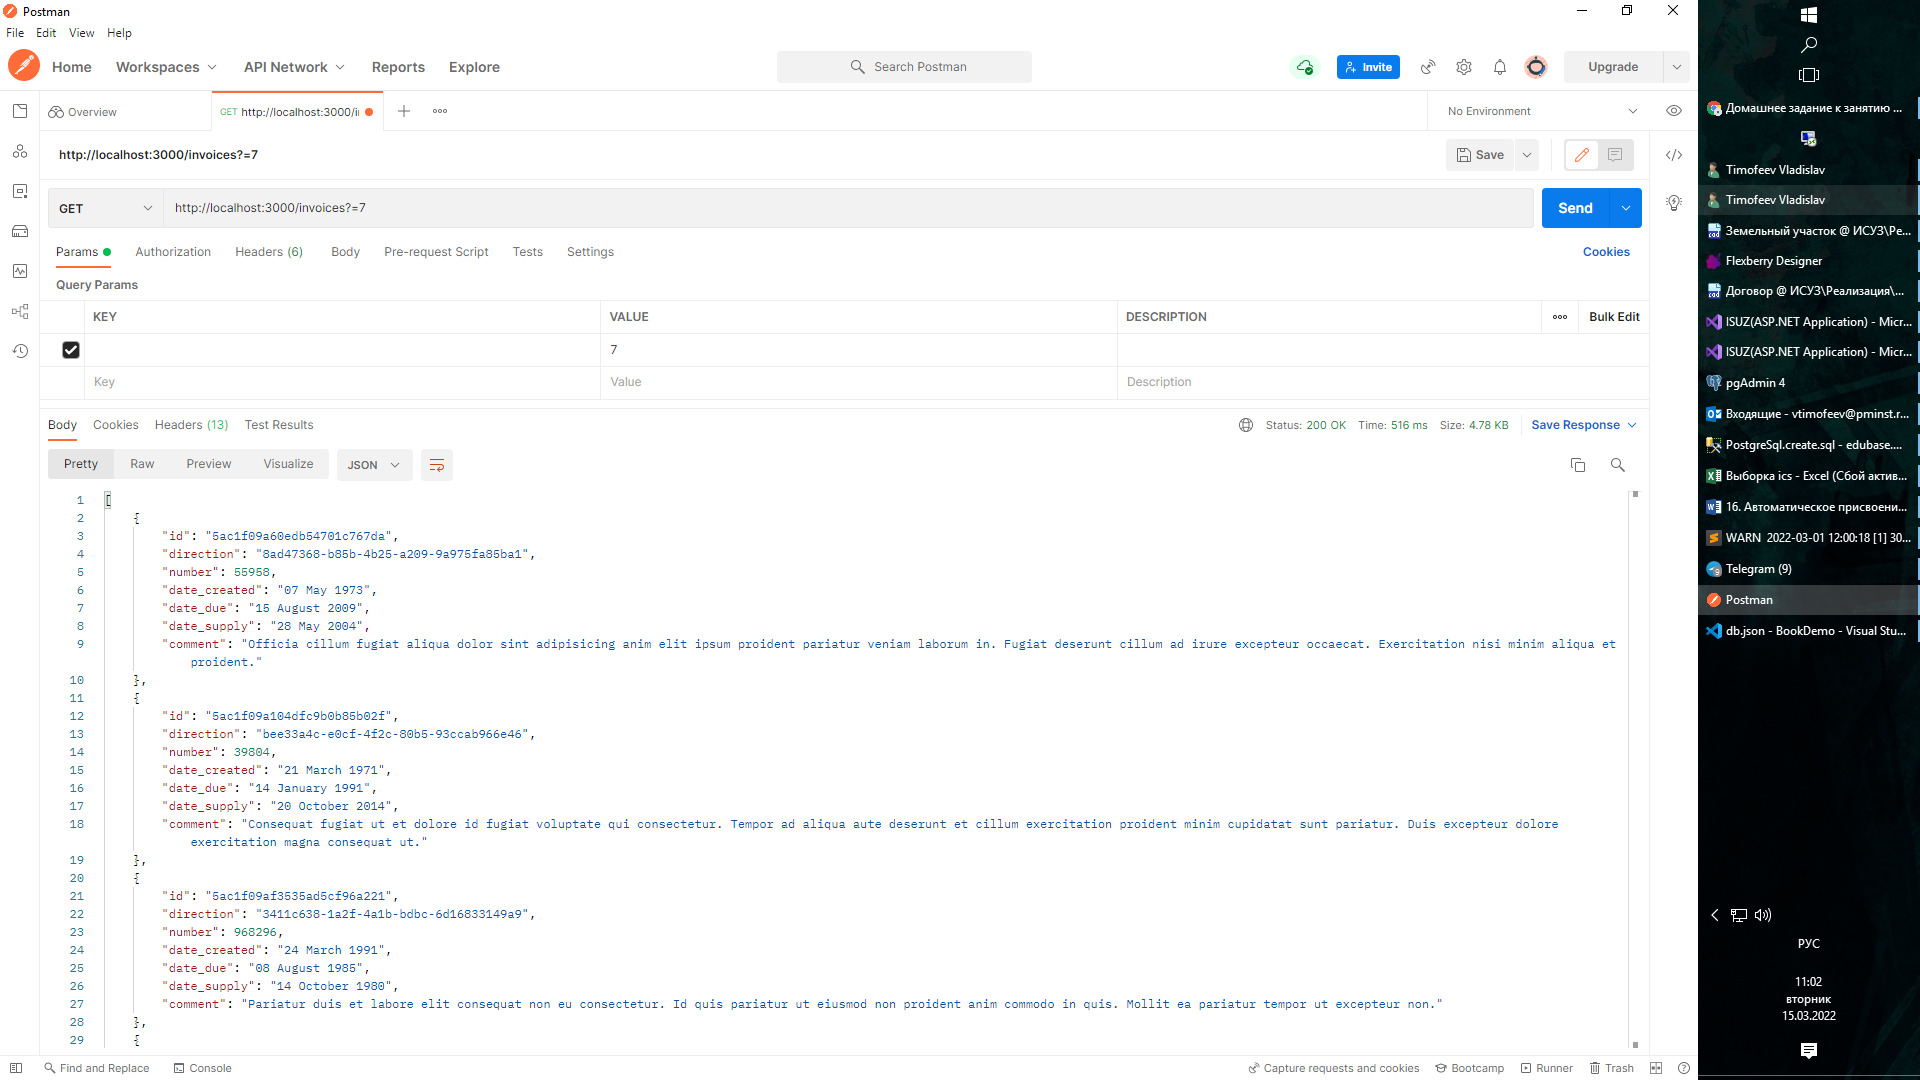 Postman
File Edit View Help
Home Workspaces API Network Reports Explore
Search Postman
Invite
Upgrade
Overview
GET http://localhost:3000/i
No Environment
http://localhost:3000/invoices?=7
Save
GET http://localhost:3000/invoices?=7
Send
Params Authorization Headers (6) Body Pre-request Script Tests Settings
Cookies
Query Params
KEY VALUE DESCRIPTION
Bulk Edit
7
Key Value Description
Body Cookies Headers (13) Test Results
Status: 200 OK Time: 516 ms Size: 4.78 KB
Save Response
Pretty Raw Preview Visualize JSON
1 [
2 {
3 "id": "5ac1f09a60edb54701c767da",
4 "direction": "8ad47368-b85b-4b25-a209-9a975fa85ba1",
5 "number": 55958,
6 "date_created": "07 May 1973",
7 "date_due": "15 August 2009",
8 "date_supply": "28 May 2004",
9 "comment": "Officia cillum fugiat aliqua dolor sint adipisicing anim elit ipsum proident pariatur veniam laborum in. Fugiat deserunt cillum ad irure excepteur occaecat. Exercitation nisi minim aliqua et
proident."
10 },
11 {
12 "id": "5ac1f09a104dfc9b0b85b02f",
13 "direction": "bee33a4c-e0cf-4f2c-80b5-93ccab966e46",
14 "number": 39804,
15 "date_created": "21 March 1971",
16 "date_due": "14 January 1991",
17 "date_supply": "20 October 2014",
18 "comment": "Consequat fugiat ut et dolore id fugiat voluptate qui consectetur. Tempor ad aliqua aute deserunt et cillum exercitation proident minim cupidatat sunt pariatur. Duis excepteur dolore
exercitation magna consequat ut."
19 },
20 {
21 "id": "5ac1f09af3535ad5cf96a221",
22 "direction": "3411c638-1a2f-4a1b-bdbc-6d16833149a9",
23 "number": 968296,
24 "date_created": "24 March 1991",
25 "date_due": "08 August 1985",
26 "date_supply": "14 October 1980",
27 "comment": "Pariatur duis et labore elit consequat non eu consectetur. Id quis pariatur ut eiusmod non proident anim commodo in quis. Mollit ea pariatur tempor ut excepteur non."
28 },
29 {
Find and Replace Console
Capture requests and cookies Bootcamp Runner Trash
Домашнее задание к занятию ...
Timofeev Vladislav
Timofeev Vladislav
Земельный участок @ ИСУЗ\Ре...
Flexberry Designer
Договор @ ИСУЗ\Реализация\...
ISUZ(ASP.NET Application) - Micr...
ISUZ(ASP.NET Application) - Micr...
pgAdmin 4
Входящие - vtimofeev@pminst.r...
PostgreSql.create.sql - edubase....
Выборка ics - Excel (Сбой актив...
16. Автоматическое присвоени...
WARN 2022-03-01 12:00:18 [1] 30...
Telegram (9)
Postman
db.json - BookDemo - Visual Stu...
РУС
11:02
вторник
15.03.2022